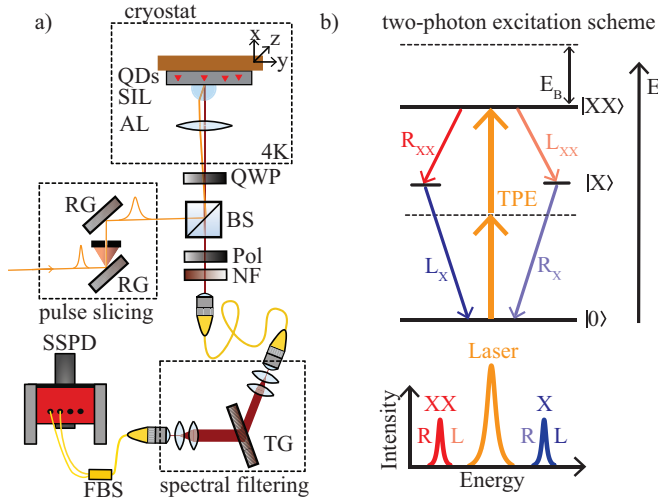 a)
cryostat
x
z
y
QDs
SIL
AL
4K
QWP
RG
BS
RG
Pol
NF
pulse slicing
SSPD
TG
FBS
spectral filtering
b)
two-photon excitation scheme
E_B
E
|XX⟩
R_XX
L_XX
|X⟩
TPE
L_X
R_X
|0⟩
Laser
XX
X
R L
R L
Intensity
Energy